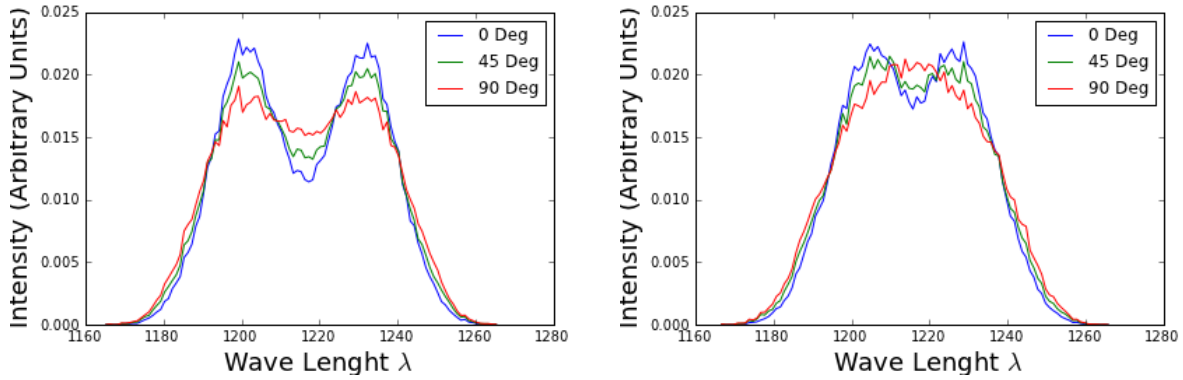 0.025
0.020
0.015
0.010
0.005
0.000
Intensity (Arbitrary Units)
0 Deg
45 Deg
90 Deg
1160 1180 1200 1220 1240 1260 1280
Wave Lenght λ
0.025
0.020
0.015
0.010
0.005
0.000
Intensity (Arbitrary Units)
0 Deg
45 Deg
90 Deg
1160 1180 1200 1220 1240 1260 1280
Wave Lenght λ